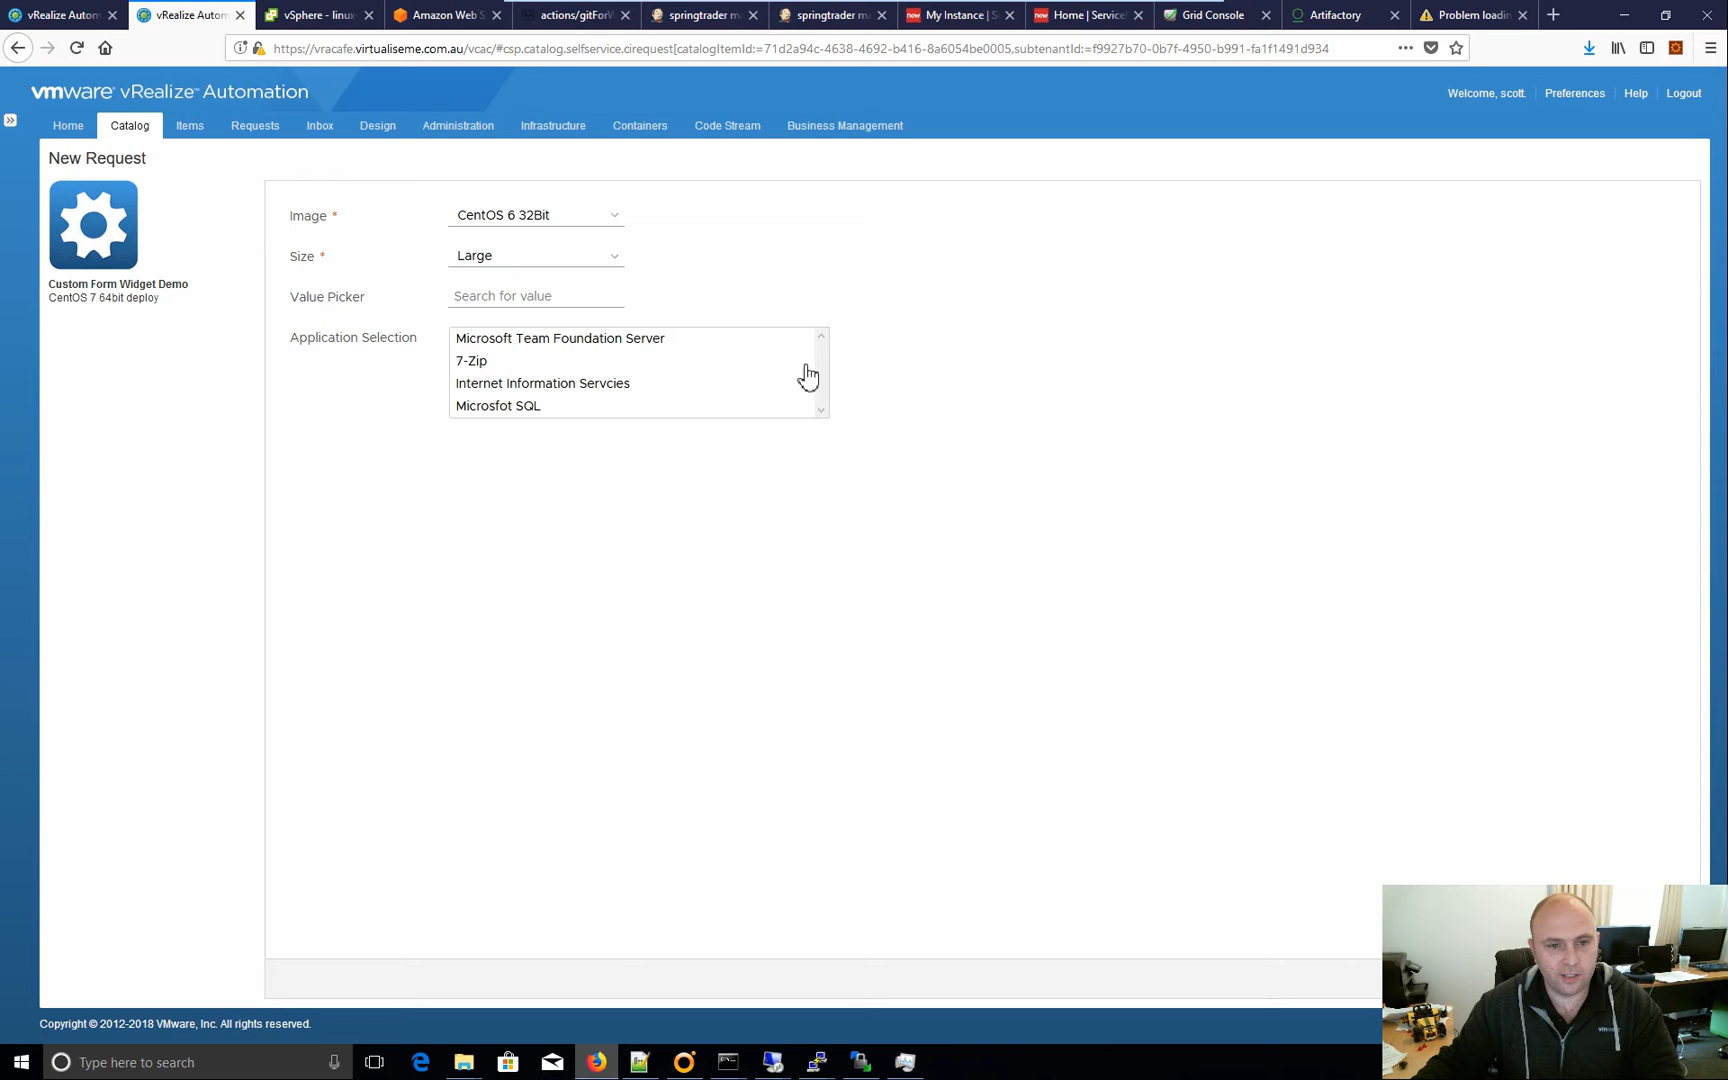 vRealize Autom
vRealize Autom
vSphere - linux
Amazon Web S
actions/gitForV
springtrader m
springtrader m
My Instance | S
Home | Service
Grid Console
Artifactory
Problem loadin
https://vracafe.virtualiseme.com.au/vcac/#csp.catalog.selfservice.cirequest[catalogItemId:=71d2a94c-4638-4692-b416-8a6054be0005,subtenantId:=f9927b70-0b7f-4950-b991-fa1f1491d934
vmware vRealize™ Automation
Welcome, scott.
Preferences
Help
Logout
Home
Catalog
Items
Requests
Inbox
Design
Administration
Infrastructure
Containers
Code Stream
Business Management
New Request
Custom Form Widget Demo
CentOS 7 64bit deploy
Image *
CentOS 6 32Bit
Size *
Large
Value Picker
Search for value
Application Selection
Microsoft Team Foundation Server
7-Zip
Internet Information Servcies
Microsfot SQL
Copyright © 2012-2018 VMware, Inc. All rights reserved.
Type here to search